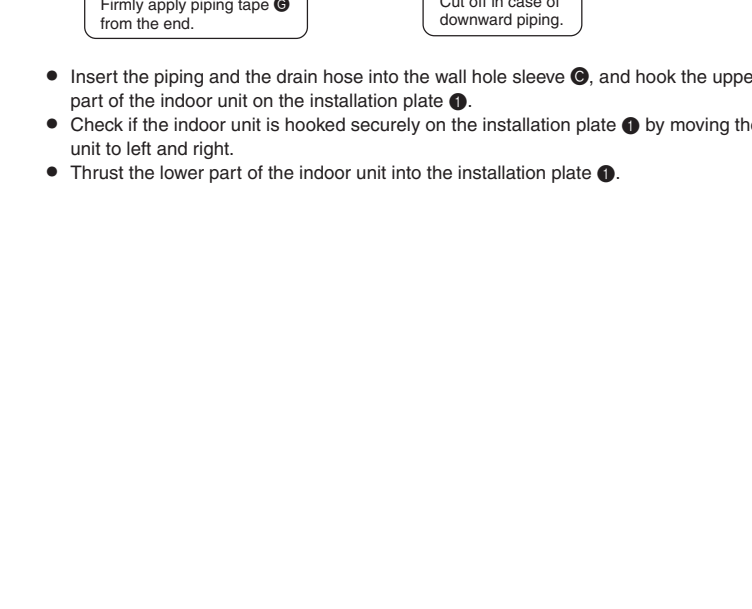 Firmly apply piping tape G
from the end.
Cut off in case of
downward piping.
● Insert the piping and the drain hose into the wall hole sleeve C, and hook the uppe
part of the indoor unit on the installation plate 1.
● Check if the indoor unit is hooked securely on the installation plate 1 by moving the
unit to left and right.
● Thrust the lower part of the indoor unit into the installation plate 1.